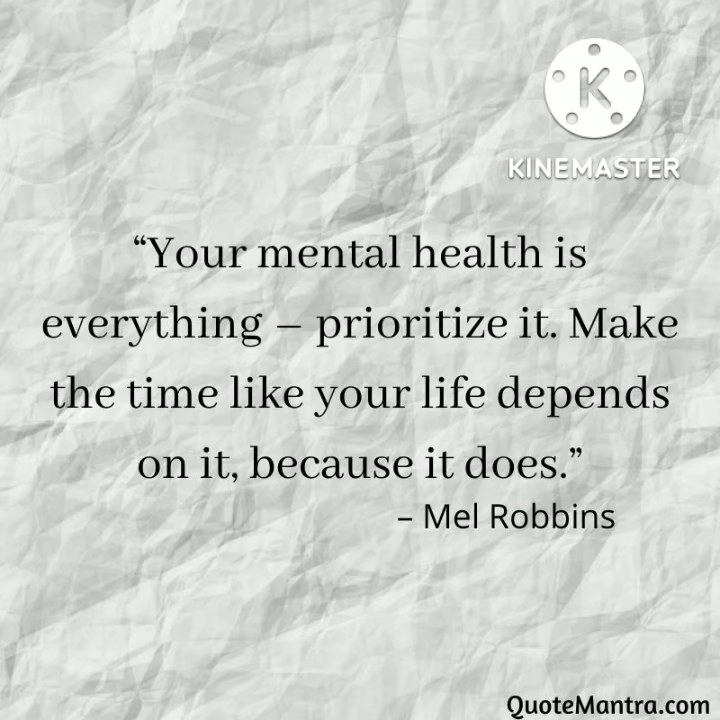 K
KINEMASTER
“Your mental health is
everything – prioritize it. Make
the time like your life depends
on it, because it does.”
– Mel Robbins
QuoteMantra.com